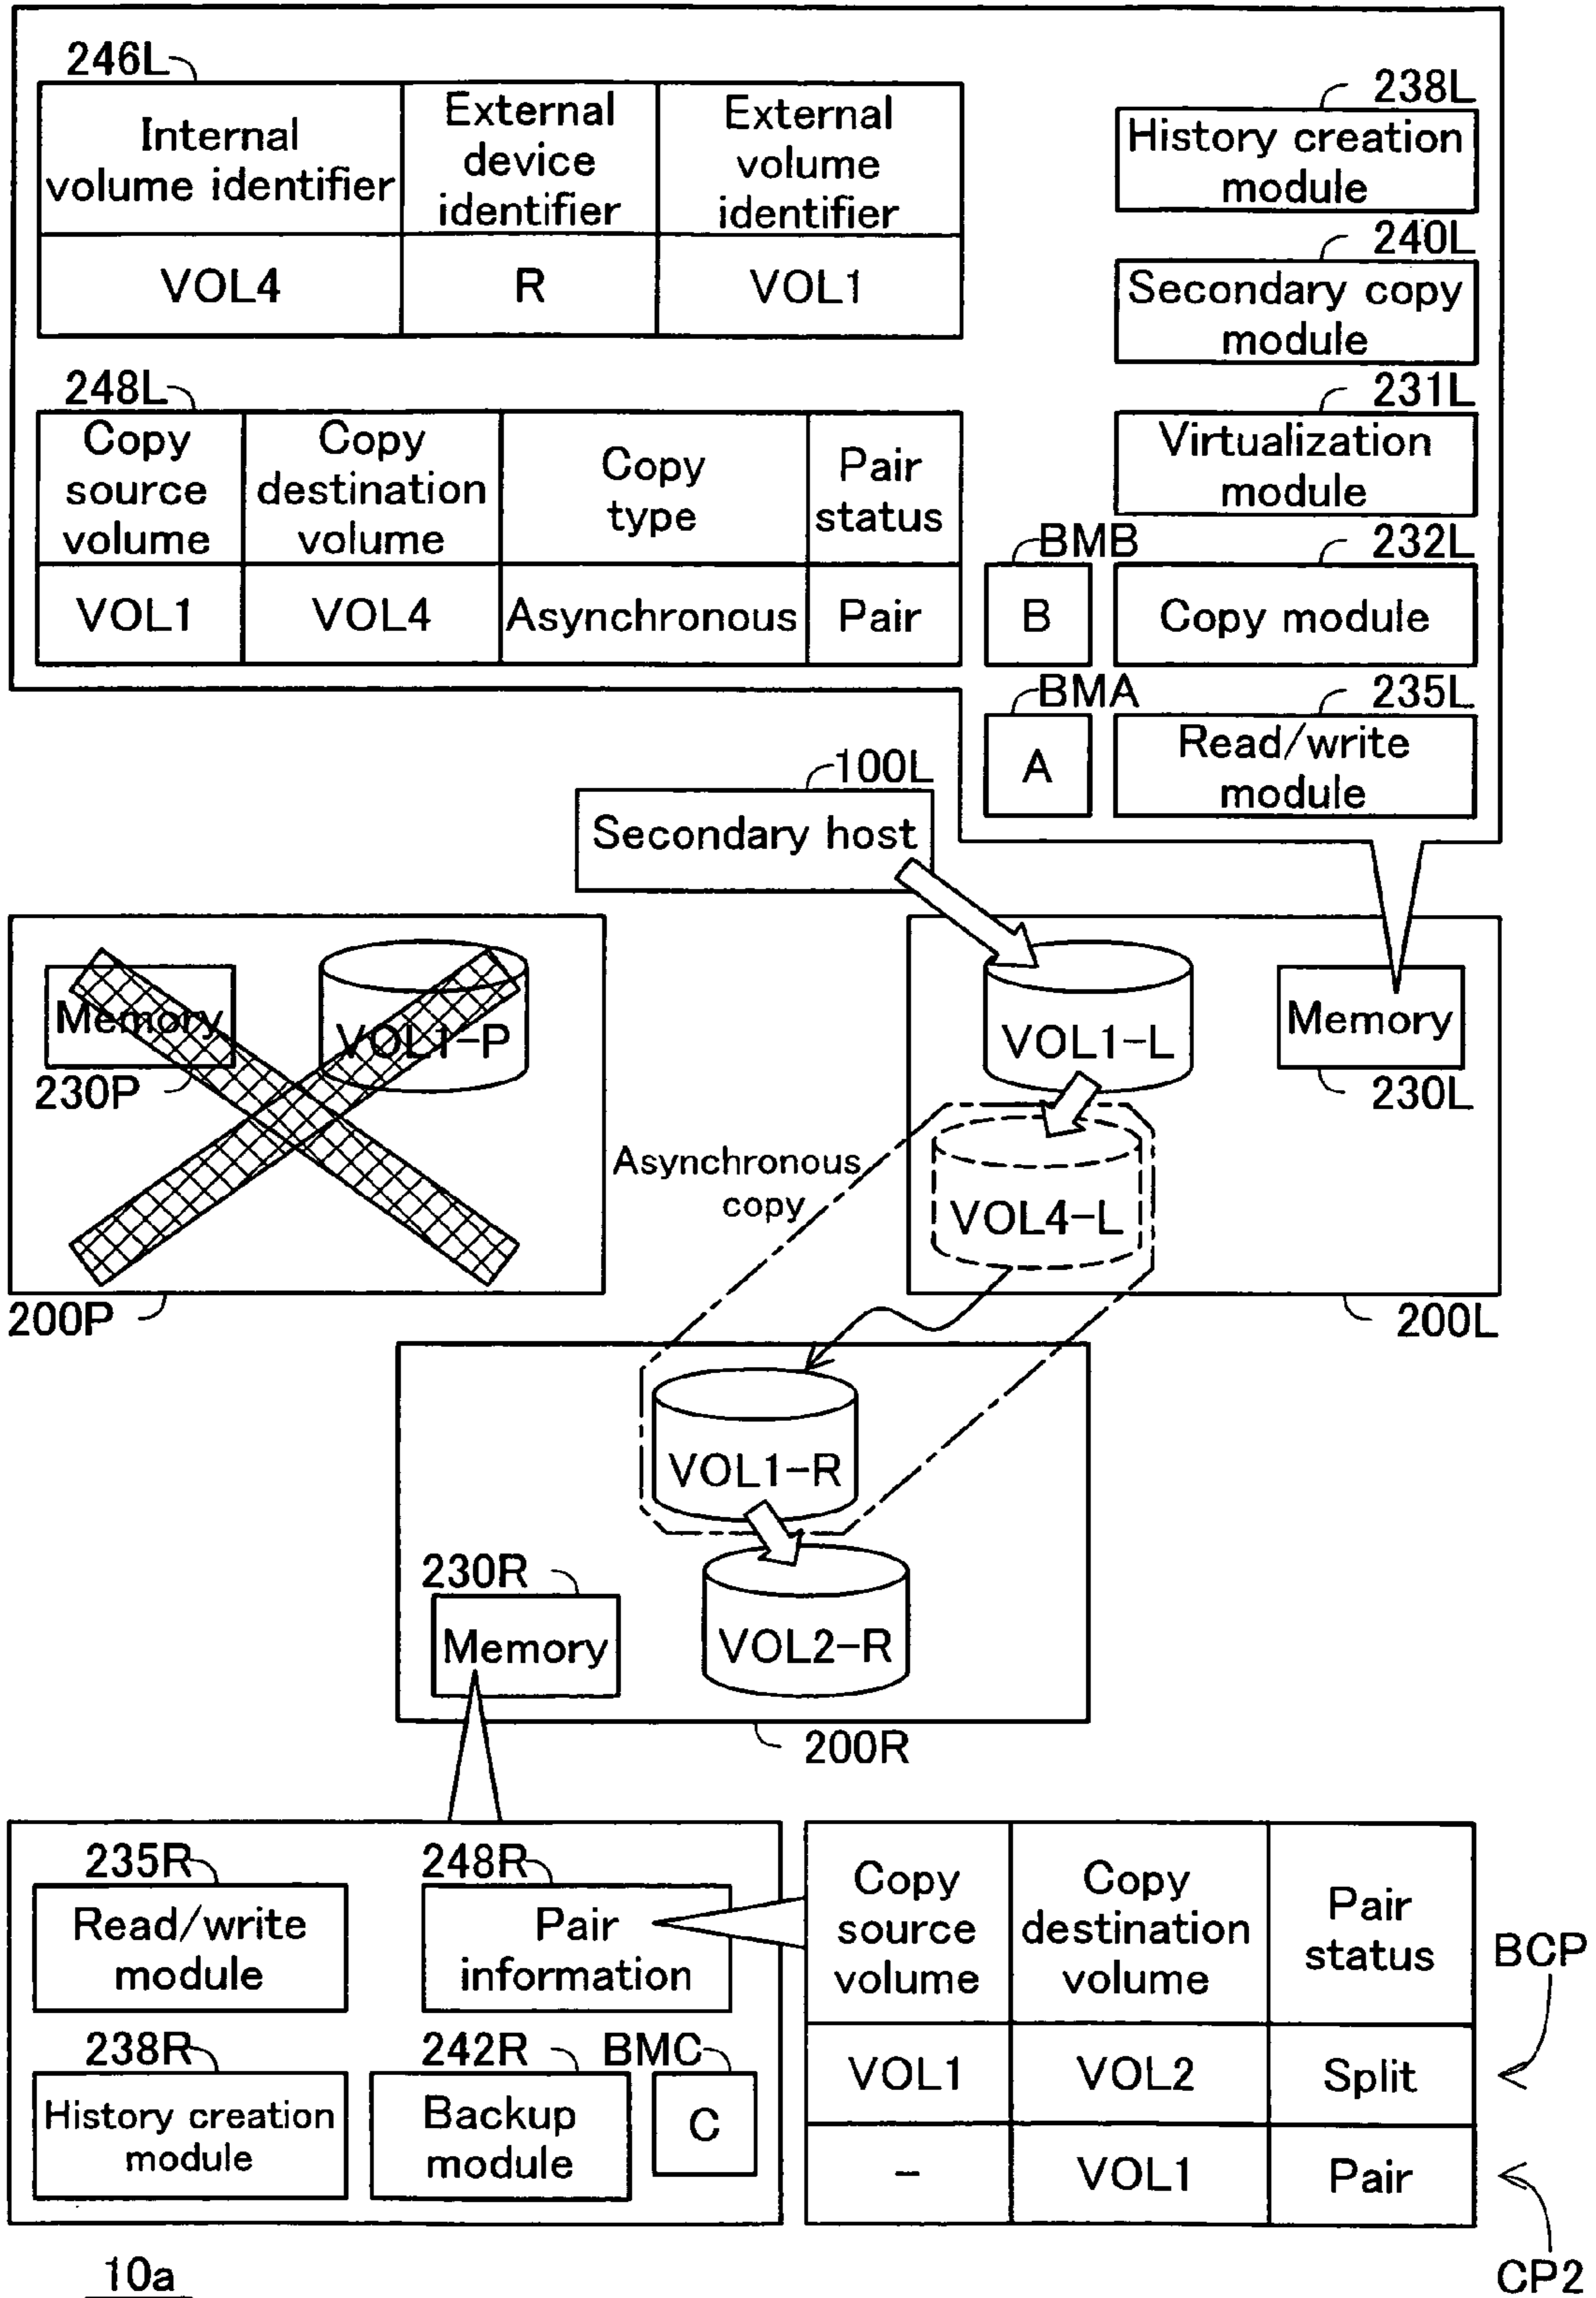 246L
Internal
volume identifier
External
device
identifier
External
volume
identifier
VOL4
R
VOL1
238L
History creation
module
240L
Secondary copy
module
248L
Copy
source
volume
Copy
destination
volume
Copy
type
Pair
status
VOL1
VOL4
Asynchronous
Pair
231L
Virtualization
module
BMB
B
232L
Copy module
BMA
A
235L
Read/write
module
100L
Secondary host
Memory
230P
VOL1-P
200P
VOL1-L
Memory
230L
Asynchronous
copy
VOL4-L
200L
VOL1-R
230R
Memory
VOL2-R
200R
235R
Read/write
module
248R
Pair
information
238R
History creation
module
242R
Backup
module
BMC
C
Copy
source
volume
Copy
destination
volume
Pair
status
VOL1
VOL2
Split
-
VOL1
Pair
BCP
CP2
10a